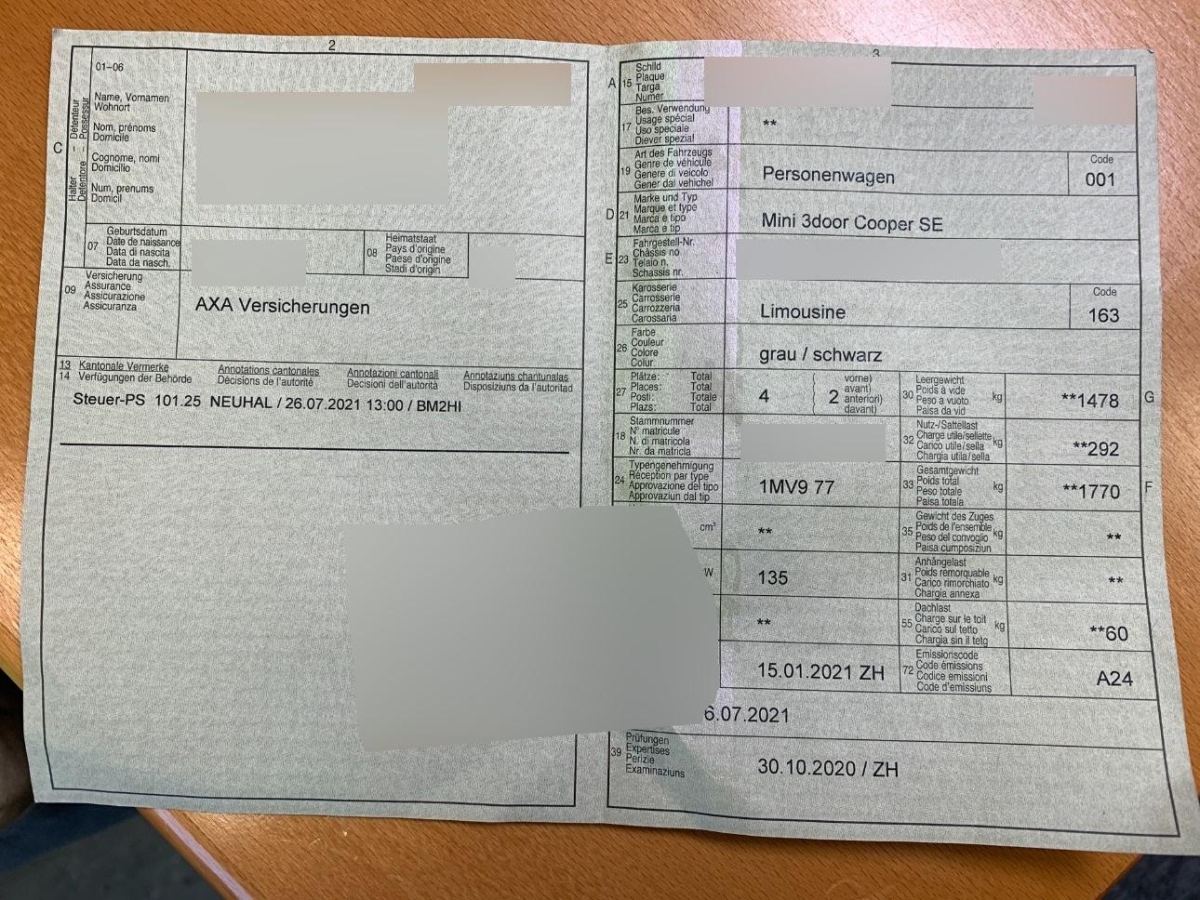 2
01-06
Name, Vornamen
Wohnort
Nom, prénoms
Domicile
Cognome, nomi
Domicilio
Num, prenums
Domicil
C
Halter – Détenteur
Detentore – Possessur
07
Geburtsdatum
Date de naissance
Data di nascita
Data da nasch.
08
Heimatstaat
Pays d'origine
Paese d'origine
Stadi d'origin
09
Versicherung
Assurance
Assicurazione
Assicuranza
AXA Versicherungen
13 Kantonale Vermerke
14 Verfügungen der Behörde
Annotations cantonales
Décisions de l'autorité
Annotazioni cantonali
Decisioni dell'autorità
Annotaziuns chantunalas
Disposiziuns da l'autoritad
Steuer-PS 101.25 NEUHAL / 26.07.2021 13:00 / BM2HI
3
A
15
Schild
Plaque
Targa
Numer
17
Bes. Verwendung
Usage spécial
Uso speciale
Diever spezial
**
19
Art des Fahrzeugs
Genre de véhicule
Genere di veicolo
Gener dal vehichel
Personenwagen
Code
001
D
21
Marke und Typ
Marque et type
Marca e tipo
Marca e tip
Mini 3door Cooper SE
E
23
Fahrgestell-Nr.
Châssis no
Telaio n.
Schassis nr.
25
Karosserie
Carrosserie
Carrozzeria
Carossaria
Limousine
Code
163
26
Farbe
Couleur
Colore
Colur
grau / schwarz
27
Plätze: Total
Places: Total
Posti: Totale
Plazs: Total
4
2
vorne)
avant)
anteriori)
davant)
30
Leergewicht
Poids à vide
Peso a vuoto
Paisa da vid
kg
**1478
G
18
Stammnummer
N° matricule
N. di matricola
Nr. da matricla
32
Nutz-/Sattellast
Charge utile/sellette
Carico utile/sella
Chargia utila/sella
kg
**292
24
Typengenehmigung
Réception par type
Approvazione del tipo
Approvaziun dal tip
1MV9 77
33
Gesamtgewicht
Poids total
Peso totale
Paisa totala
kg
**1770
F
cm³
**
35
Gewicht des Zuges
Poids de l'ensemble
Peso del convoglio
Paisa cumposiziun
kg
**
W
135
31
Anhängelast
Poids remorquable
Carico rimorchiato
Chargia annexa
kg
**
**
55
Dachlast
Charge sur le toit
Carico sul tetto
Chargia sin il tetg
kg
**60
15.01.2021 ZH
72
Emissionscode
Code émissions
Codice emissioni
Code d'emissiuns
A24
6.07.2021
39
Prüfungen
Expertises
Perizie
Examinaziuns
30.10.2020 / ZH